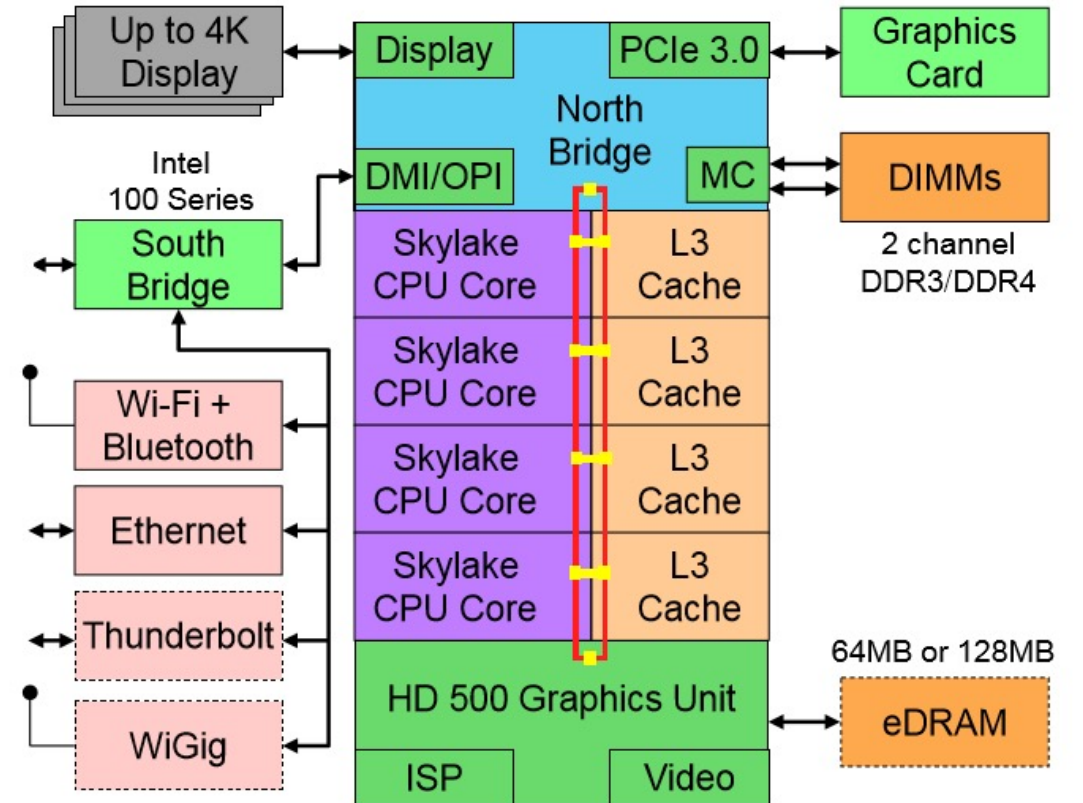 Up to 4K
Display
Display
PCIe 3.0
Graphics
Card
North
Bridge
Intel
100 Series
DMI/OPI
MC
DIMMs
2 channel
DDR3/DDR4
South
Bridge
Skylake
CPU Core
L3
Cache
Skylake
CPU Core
L3
Cache
Wi-Fi +
Bluetooth
Skylake
CPU Core
L3
Cache
Ethernet
Skylake
CPU Core
L3
Cache
Thunderbolt
64MB or 128MB
HD 500 Graphics Unit
eDRAM
WiGig
ISP
Video